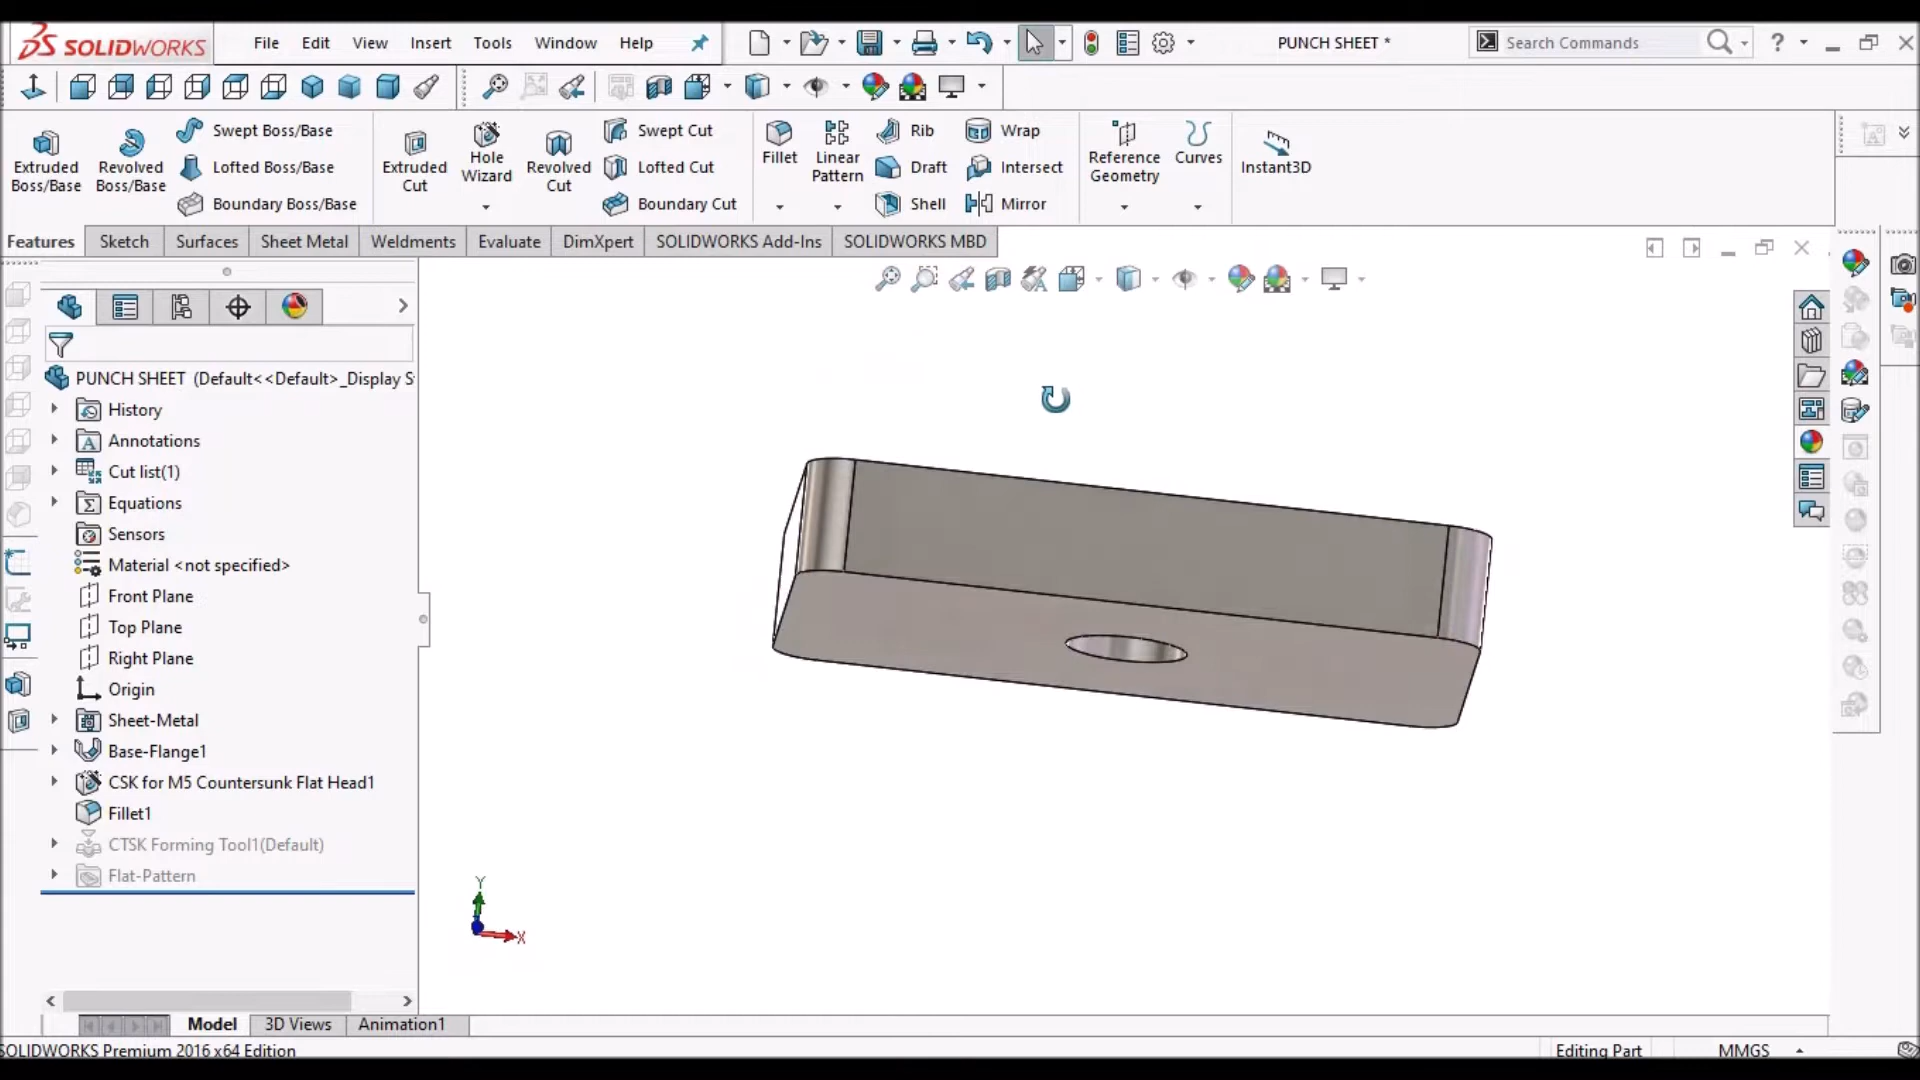 SOLIDWORKS
File Edit View Insert Tools Window Help
PUNCH SHEET *
Search Commands
?
Extruded Boss/Base
Revolved Boss/Base
Swept Boss/Base
Lofted Boss/Base
Boundary Boss/Base
Extruded Cut
Hole Wizard
Revolved Cut
Swept Cut
Lofted Cut
Boundary Cut
Fillet
Linear Pattern
Rib
Draft
Shell
Wrap
Intersect
Mirror
Reference Geometry
Curves
Instant3D
Features Sketch Surfaces Sheet Metal Weldments Evaluate DimXpert SOLIDWORKS Add-Ins SOLIDWORKS MBD
PUNCH SHEET (Default<<Default>_Display S
History
Annotations
Cut list(1)
Equations
Sensors
Material <not specified>
Front Plane
Top Plane
Right Plane
Origin
Sheet-Metal
Base-Flange1
CSK for M5 Countersunk Flat Head1
Fillet1
CTSK Forming Tool1(Default)
Flat-Pattern
Y
X
Model 3D Views Animation1
SOLIDWORKS Premium 2016 x64 Edition
Editing Part
MMGS